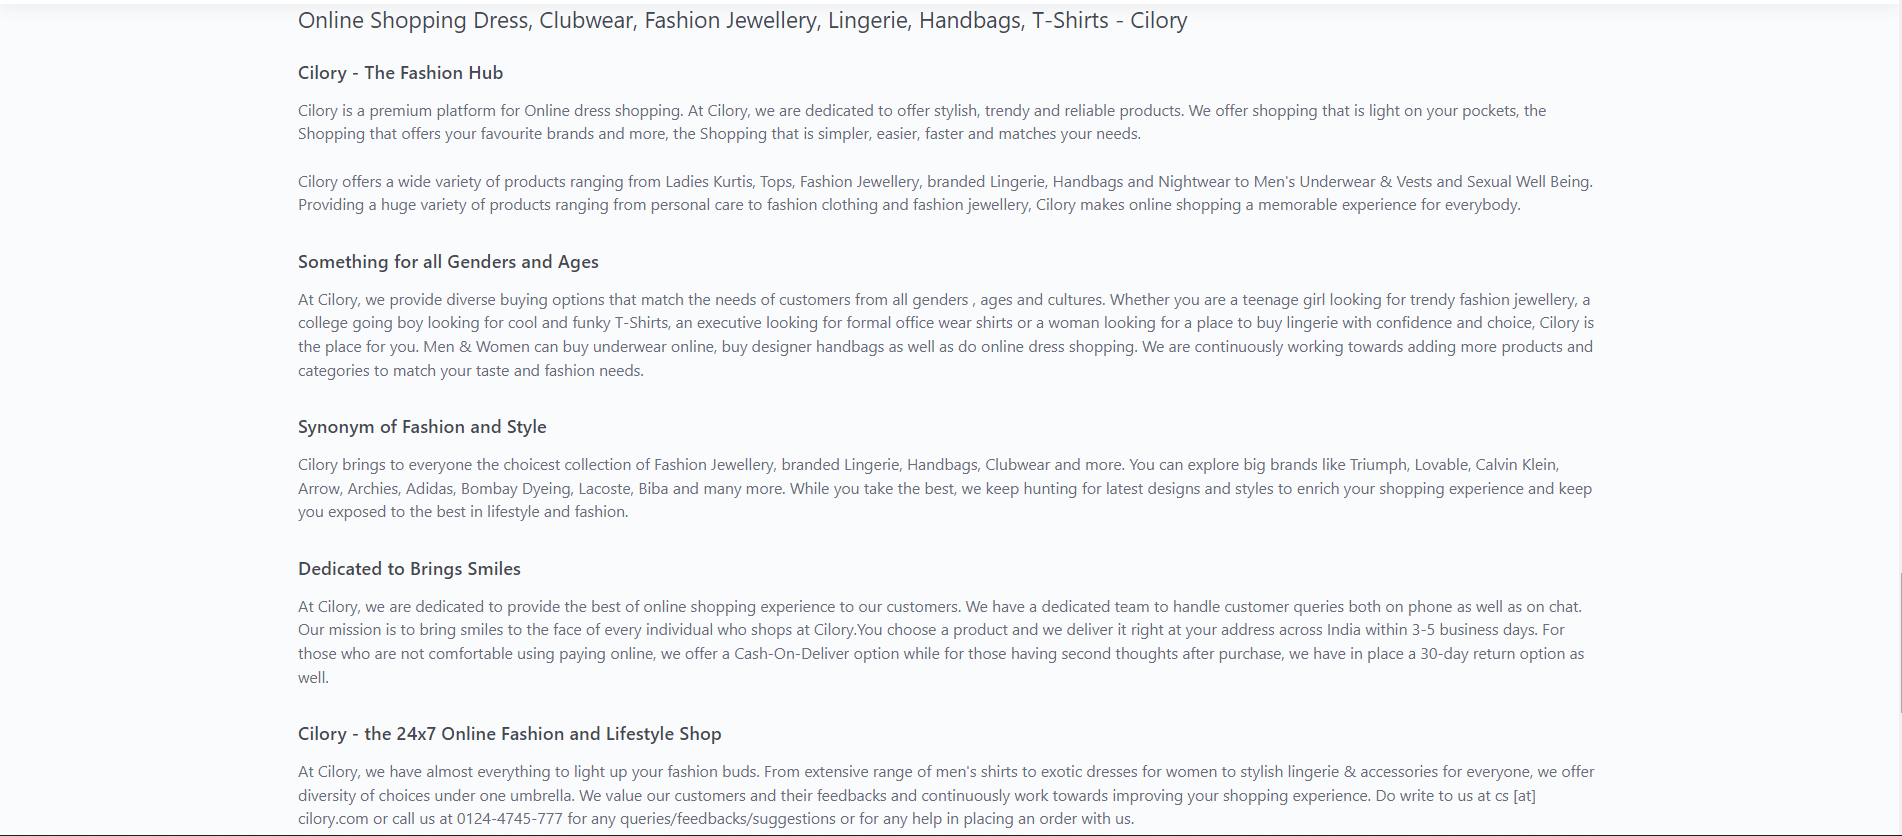 Online Shopping Dress, Clubwear, Fashion Jewellery, Lingerie, Handbags, T-Shirts - Cilory
Cilory - The Fashion Hub
Cilory is a premium platform for Online dress shopping. At Cilory, we are dedicated to offer stylish, trendy and reliable products. We offer shopping that is light on your pockets, the
Shopping that offers your favourite brands and more, the Shopping that is simpler, easier, faster and matches your needs.
Cilory offers a wide variety of products ranging from Ladies Kurtis, Tops, Fashion Jewellery, branded Lingerie, Handbags and Nightwear to Men's Underwear & Vests and Sexual Well Being.
Providing a huge variety of products ranging from personal care to fashion clothing and fashion jewellery, Cilory makes online shopping a memorable experience for everybody.
Something for all Genders and Ages
At Cilory, we provide diverse buying options that match the needs of customers from all genders , ages and cultures. Whether you are a teenage girl looking for trendy fashion jewellery, a
college going boy looking for cool and funky T-Shirts, an executive looking for formal office wear shirts or a woman looking for a place to buy lingerie with confidence and choice, Cilory is
the place for you. Men & Women can buy underwear online, buy designer handbags as well as do online dress shopping. We are continuously working towards adding more products and
categories to match your taste and fashion needs.
Synonym of Fashion and Style
Cilory brings to everyone the choicest collection of Fashion Jewellery, branded Lingerie, Handbags, Clubwear and more. You can explore big brands like Triumph, Lovable, Calvin Klein,
Arrow, Archies, Adidas, Bombay Dyeing, Lacoste, Biba and many more. While you take the best, we keep hunting for latest designs and styles to enrich your shopping experience and keep
you exposed to the best in lifestyle and fashion.
Dedicated to Brings Smiles
At Cilory, we are dedicated to provide the best of online shopping experience to our customers. We have a dedicated team to handle customer queries both on phone as well as on chat.
Our mission is to bring smiles to the face of every individual who shops at Cilory.You choose a product and we deliver it right at your address across India within 3-5 business days. For
those who are not comfortable using paying online, we offer a Cash-On-Deliver option while for those having second thoughts after purchase, we have in place a 30-day return option as
well.
Cilory - the 24x7 Online Fashion and Lifestyle Shop
At Cilory, we have almost everything to light up your fashion buds. From extensive range of men's shirts to exotic dresses for women to stylish lingerie & accessories for everyone, we offer
diversity of choices under one umbrella. We value our customers and their feedbacks and continuously work towards improving your shopping experience. Do write to us at cs [at]
cilory.com or call us at 0124-4745-777 for any queries/feedbacks/suggestions or for any help in placing an order with us.